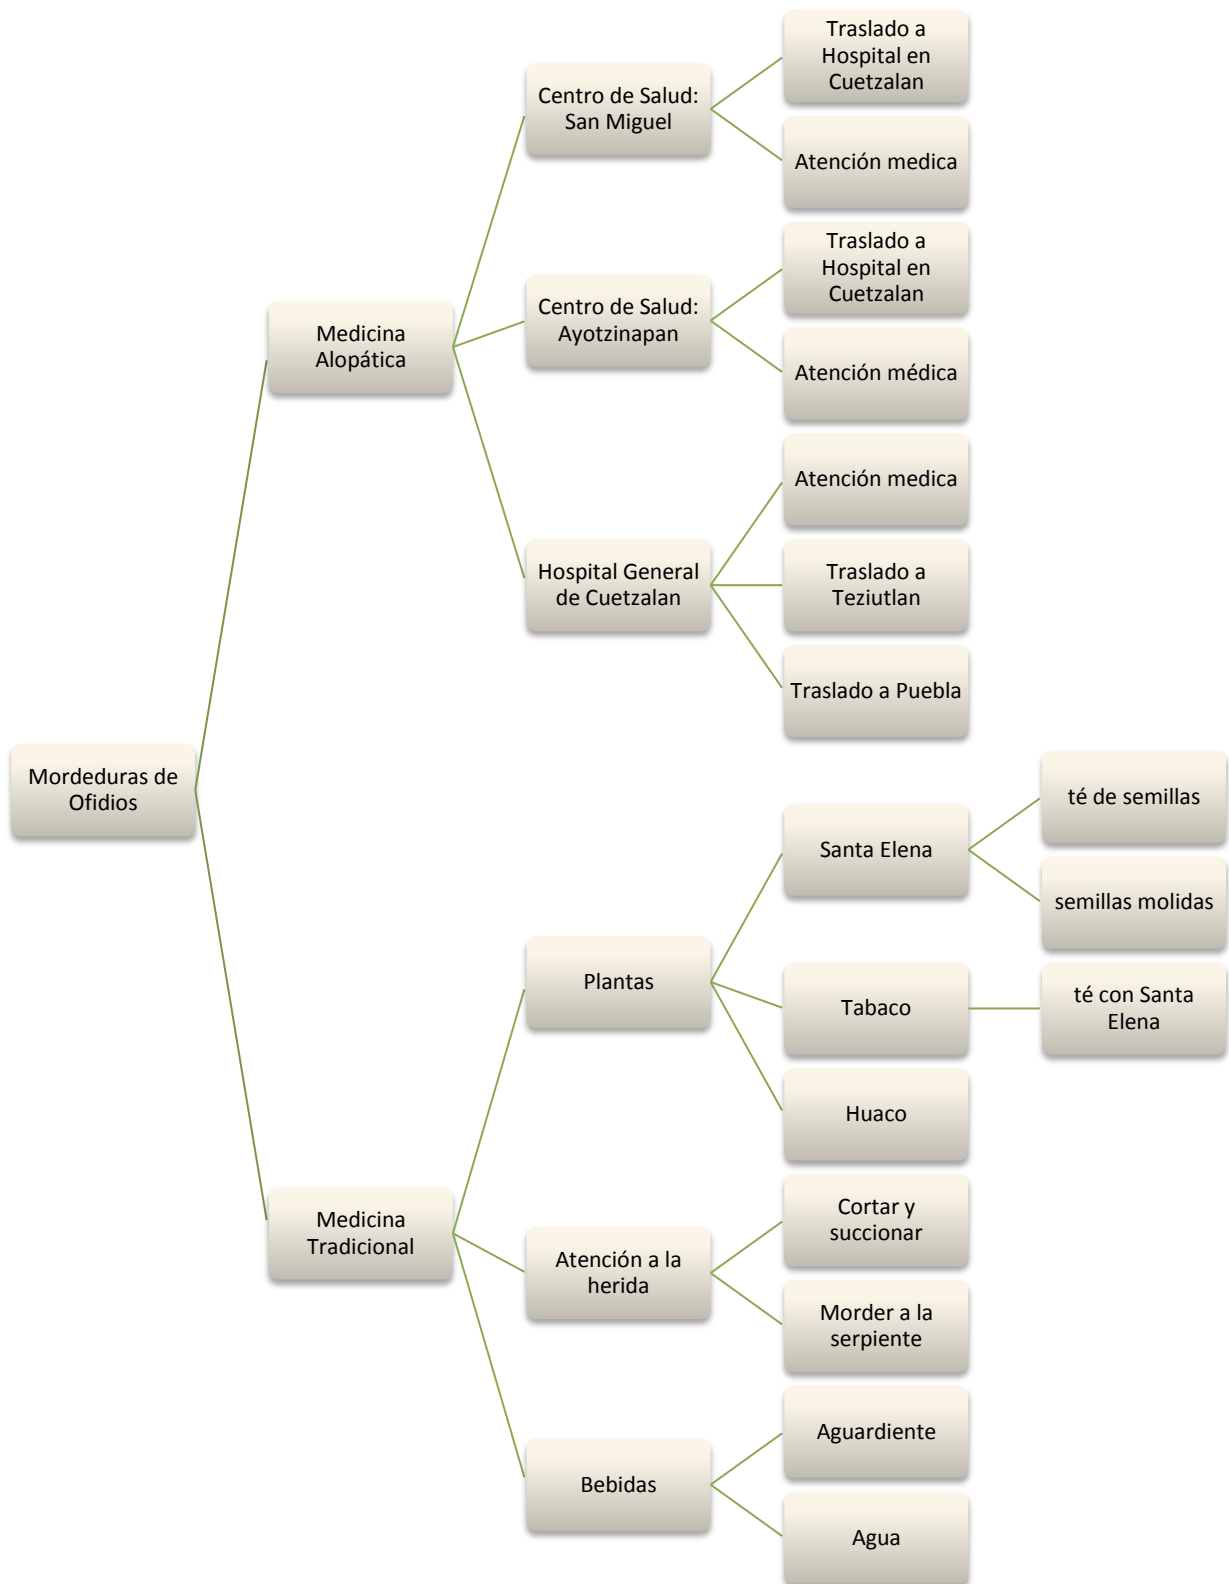 Traslado a
Hospital en
Cuetzalan
Centro de Salud:
San Miguel
Atención medica
Traslado a
Hospital en
Cuetzalan
Centro de Salud:
Ayotzinapan
Medicina
Alopática
Atención médica
Atención medica
Hospital General
de Cuetzalan
Traslado a
Teziutlan
Traslado a Puebla
Mordeduras de
Ofidios
té de semillas
Santa Elena
semillas molidas
Plantas
Tabaco
té con Santa
Elena
Huaco
Medicina
Tradicional
Cortar y
succionar
Atención a la
herida
Morder a la
serpiente
Aguardiente
Bebidas
Agua